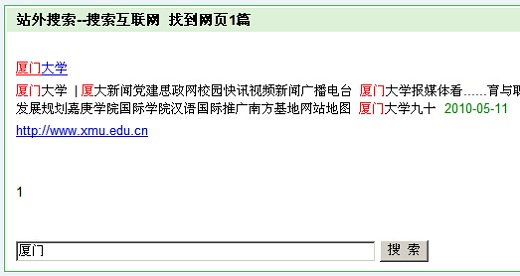 站外搜索--搜索互联网 找到网页1篇
厦门大学
厦门大学 | 厦大新闻党建思政网校园快讯视频新闻广播电台 厦门大学报媒体看……育与职
发展规划嘉庚学院国际学院汉语国际推广南方基地网站地图 厦门大学九十 2010-05-11
http://www.xmu.edu.cn
1
厦门 搜 索